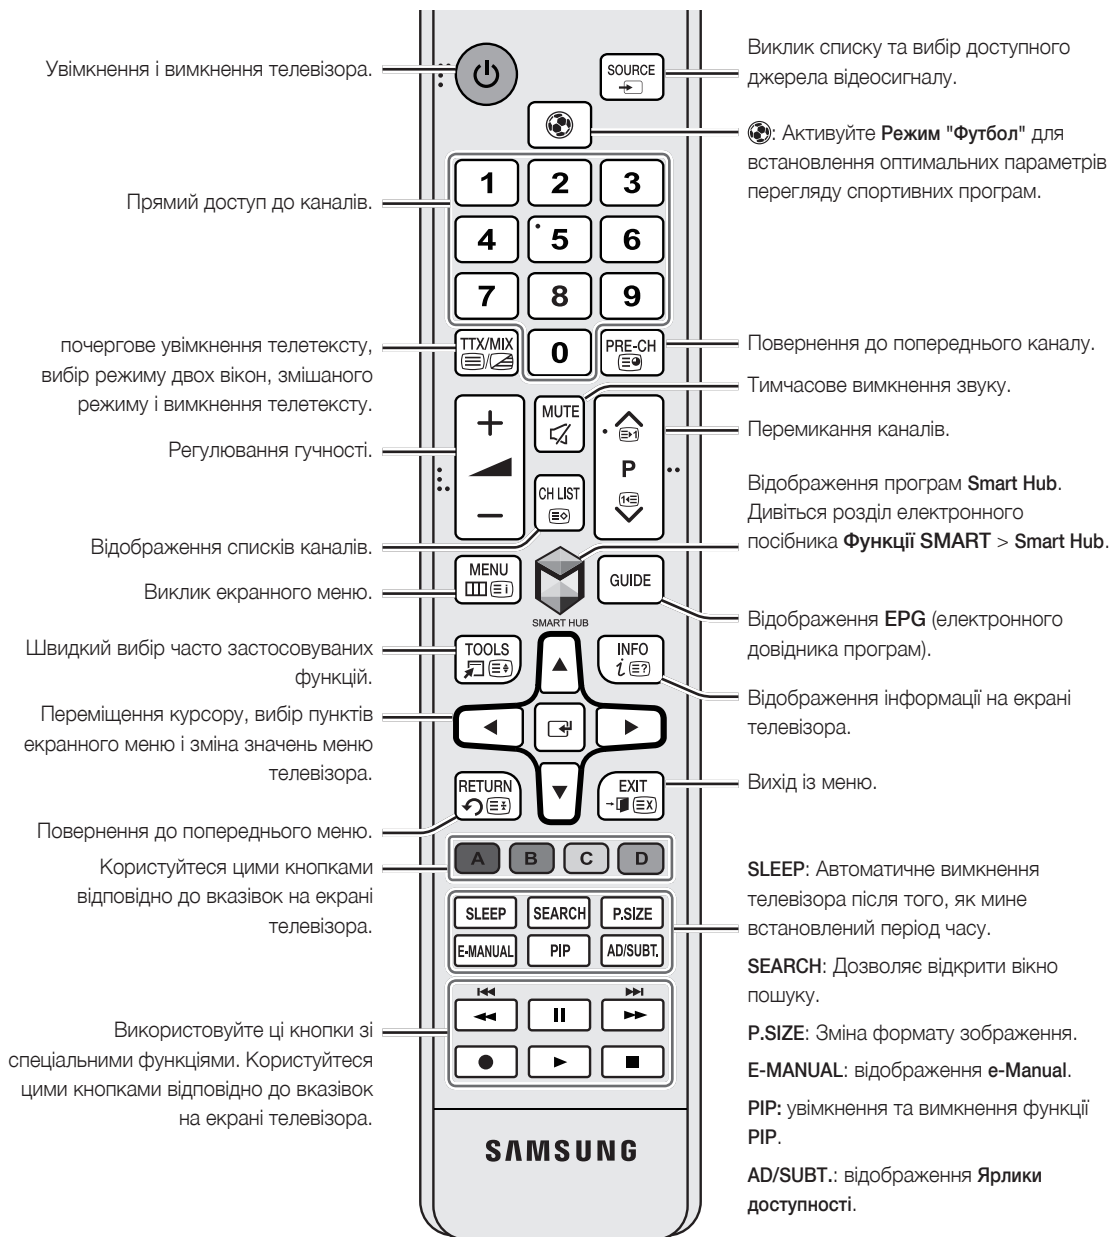 Увімкнення і вимкнення телевізора.
SOURCE
Виклик списку та вибір доступного
джерела відеосигналу.
: Активуйте Режим "Футбол" для
встановлення оптимальних параметрів
перегляду спортивних програм.
Прямий доступ до каналів.
1 2 3
4 5 6
7 8 9
TTX/MIX 0 PRE-CH
почергове увімкнення телетексту,
вибір режиму двох вікон, змішаного
режиму і вимкнення телетексту.
Повернення до попереднього каналу.
Тимчасове вимкнення звуку.
MUTE
Регулювання гучності.
Перемикання каналів.
P
CH LIST
Відображення програм Smart Hub.
Дивіться розділ електронного
посібника Функції SMART > Smart Hub.
Відображення списків каналів.
MENU
GUIDE
SMART HUB
Виклик екранного меню.
Відображення EPG (електронного
довідника програм).
TOOLS
INFO
Швидкий вибір часто застосовуваних
функцій.
Відображення інформації на екрані
телевізора.
Переміщення курсору, вибір пунктів
екранного меню і зміна значень меню
телевізора.
RETURN
EXIT
Вихід із меню.
Повернення до попереднього меню.
A B C D
Користуйтеся цими кнопками
відповідно до вказівок на екрані
телевізора.
SLEEP SEARCH P.SIZE
E-MANUAL PIP AD/SUBT.
SLEEP: Автоматичне вимкнення
телевізора після того, як мине
встановлений період часу.
SEARCH: Дозволяє відкрити вікно
пошуку.
P.SIZE: Зміна формату зображення.
E-MANUAL: відображення e-Manual.
PIP: увімкнення та вимкнення функції
PIP.
AD/SUBT.: відображення Ярлики
доступності.
Використовуйте ці кнопки зі
спеціальними функціями. Користуйтеся
цими кнопками відповідно до вказівок
на екрані телевізора.
SAMSUNG